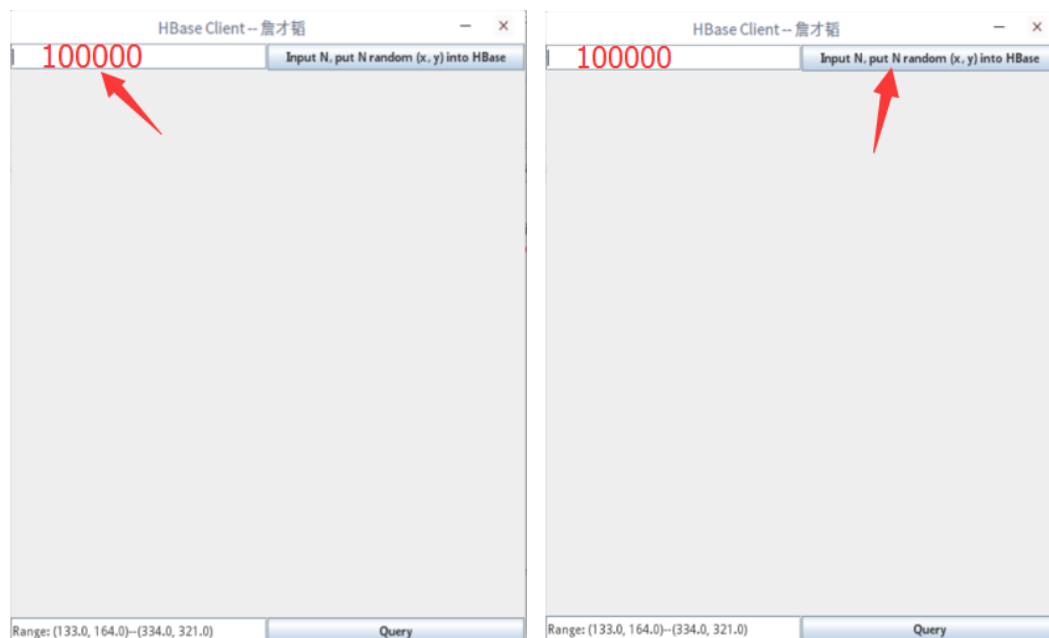 HBase Client -- 詹才韬
100000
Input N, put N random (x, y) into HBase
Range: (133.0, 164.0)--(334.0, 321.0)
Query
HBase Client -- 詹才韬
100000
Input N, put N random (x, y) into HBase
Range: (133.0, 164.0)--(334.0, 321.0)
Query